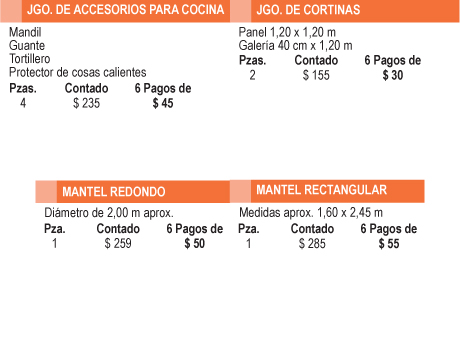 JGO. DE ACCESORIOS PARA COCINA
Mandil
Guante
Tortillero
Protector de cosas calientes
Pzas. Contado 6 Pagos de
4 $ 235 $ 45
JGO. DE CORTINAS
Panel 1,20 x 1,20 m
Galería 40 cm x 1,20 m
Pzas. Contado 6 Pagos de
2 $ 155 $ 30
MANTEL REDONDO
Diámetro de 2,00 m aprox.
Pza. Contado 6 Pagos de
1 $ 259 $ 50
MANTEL RECTANGULAR
Medidas aprox. 1,60 x 2,45 m
Pza. Contado 6 Pagos de
1 $ 285 $ 55